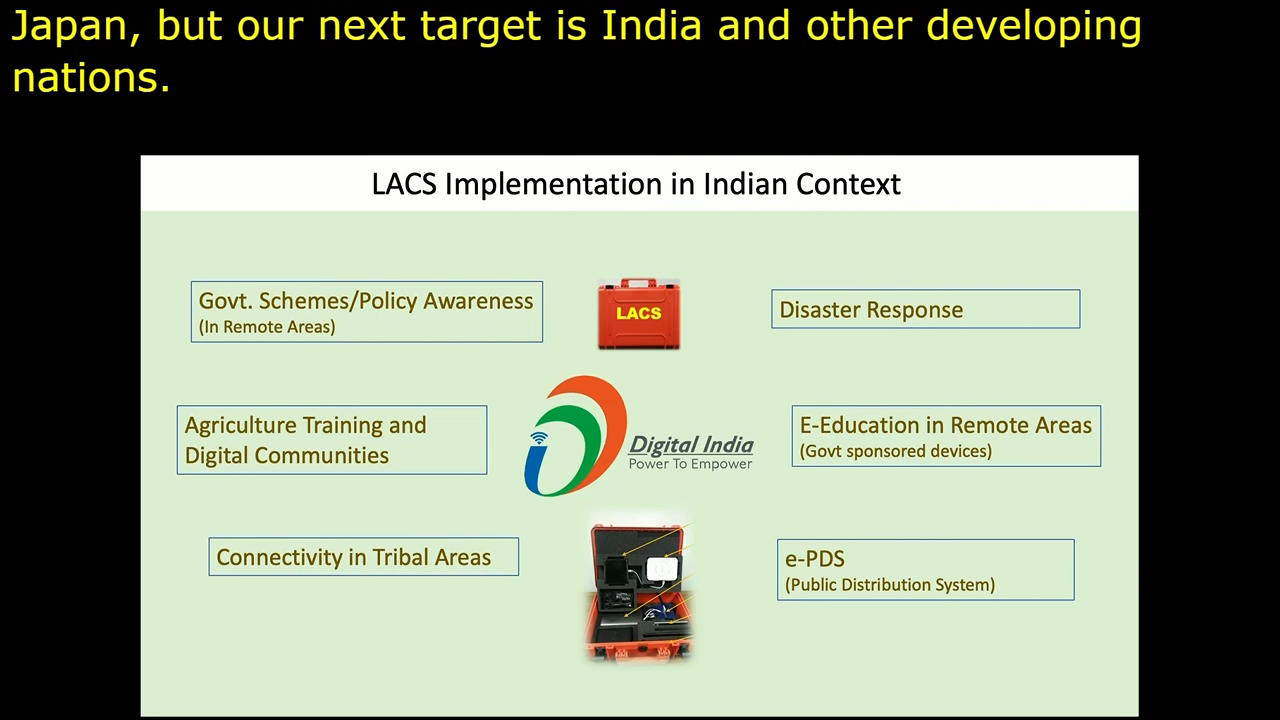 Japan, but our next target is India and other developing
nations.
LACS Implementation in Indian Context
Govt. Schemes/Policy Awareness
(In Remote Areas)
LACS
Disaster Response
Agriculture Training and
Digital Communities
Digital India
Power To Empower
E-Education in Remote Areas
(Govt sponsored devices)
Connectivity in Tribal Areas
e-PDS
(Public Distribution System)